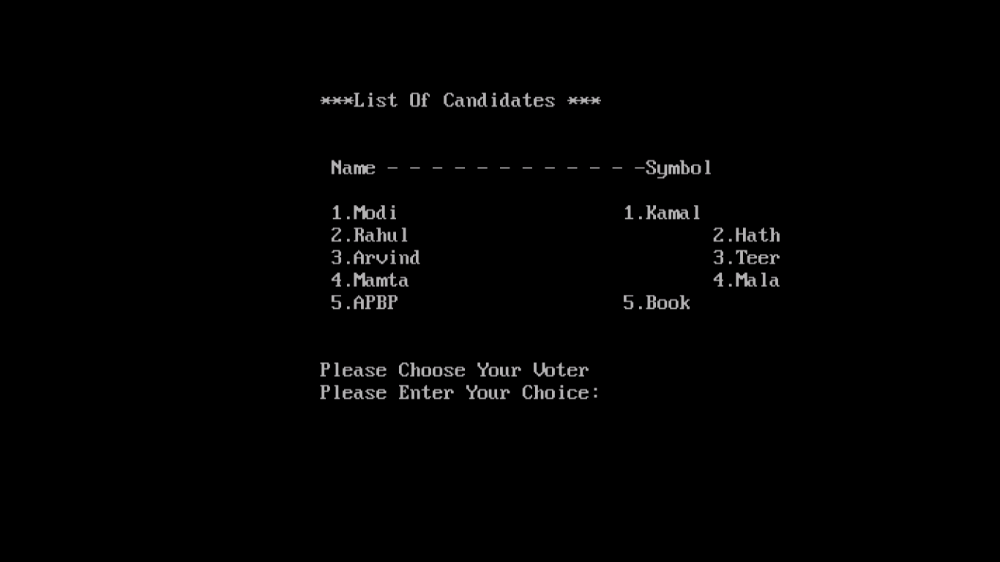 ***List Of Candidates ***
Name - - - - - - - - - - - -Symbol
1.Modi 1.Kamal
2.Rahul 2.Hath
3.Arvind 3.Teer
4.Mamta 4.Mala
5.APBP 5.Book
Please Choose Your Voter
Please Enter Your Choice: